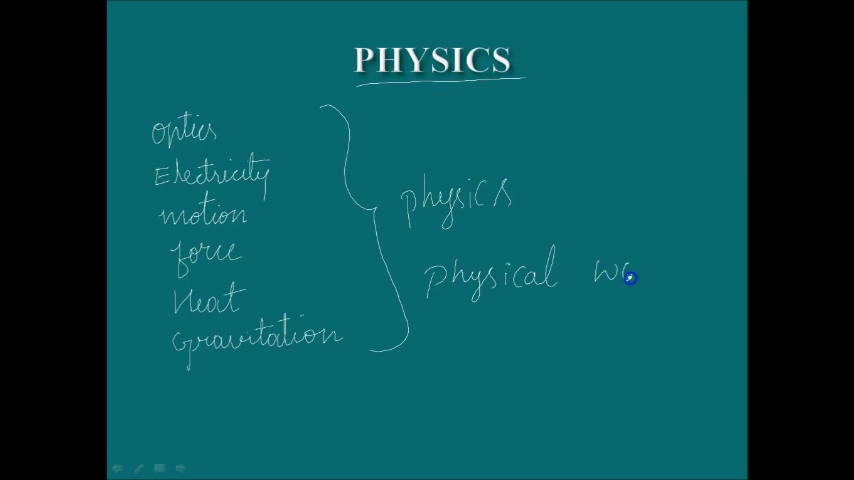 PHYSICS
optics
Electricity
motion
force
Heat
Gravitation
physics
physical